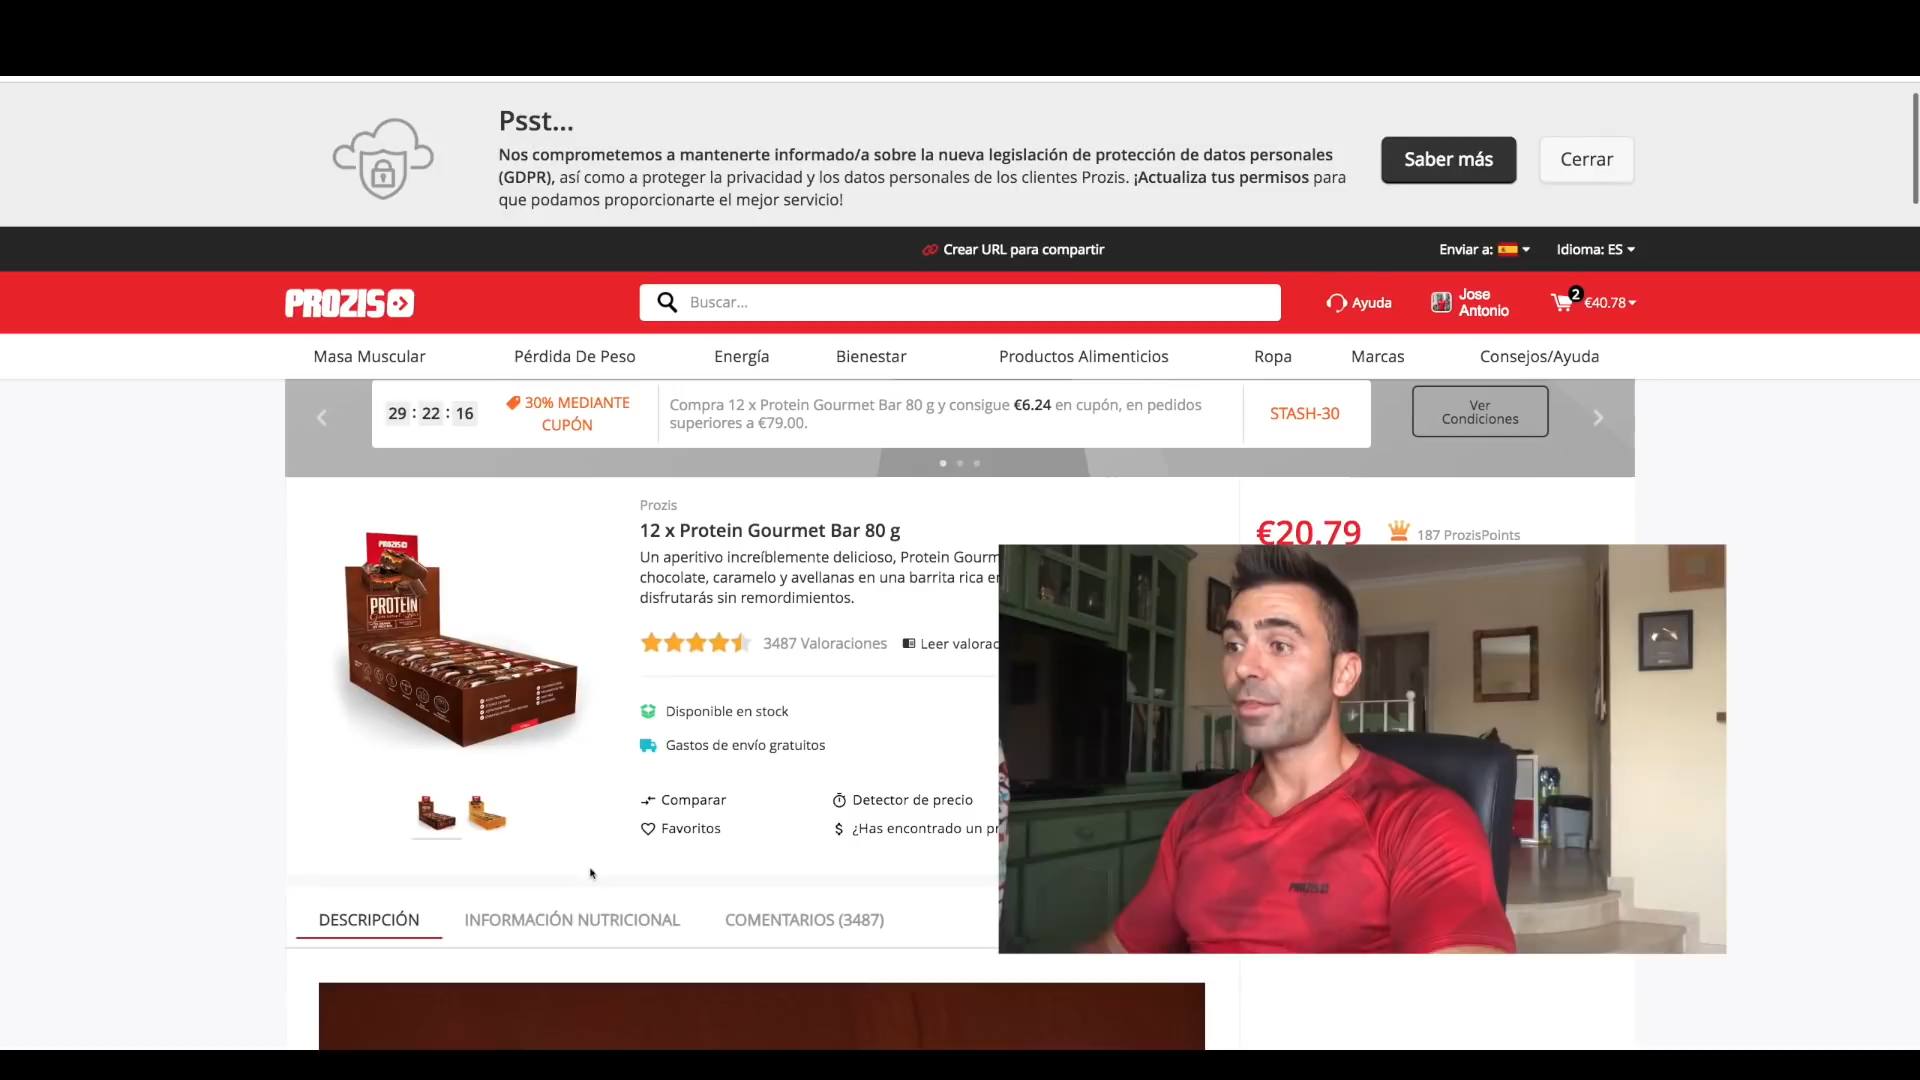 Psst...
Nos comprometemos a mantenerte informado/a sobre la nueva legislación de protección de datos personales
(GDPR), así como a proteger la privacidad y los datos personales de los clientes Prozis. ¡Actualiza tus permisos para
que podamos proporcionarte el mejor servicio!
Saber más
Cerrar
Crear URL para compartir
Enviar a:
Idioma: ES
PROZIS
Buscar...
Ayuda
Jose
Antonio
2
€40.78
Masa Muscular
Pérdida De Peso
Energía
Bienestar
Productos Alimenticios
Ropa
Marcas
Consejos/Ayuda
29 : 22 : 16
30% MEDIANTE
CUPÓN
Compra 12 x Protein Gourmet Bar 80 g y consigue €6.24 en cupón, en pedidos
superiores a €79.00.
STASH-30
Ver
Condiciones
Prozis
12 x Protein Gourmet Bar 80 g
Un aperitivo increíblemente delicioso, Protein Gourm
chocolate, caramelo y avellanas en una barrita rica e
disfrutarás sin remordimientos.
€20.79
187 ProzisPoints
PROZIS
PROTEIN
3487 Valoraciones
Leer valorac
Disponible en stock
Gastos de envío gratuitos
Comparar
Detector de precio
Favoritos
¿Has encontrado un pr
PROZIS
DESCRIPCIÓN
INFORMACIÓN NUTRICIONAL
COMENTARIOS (3487)